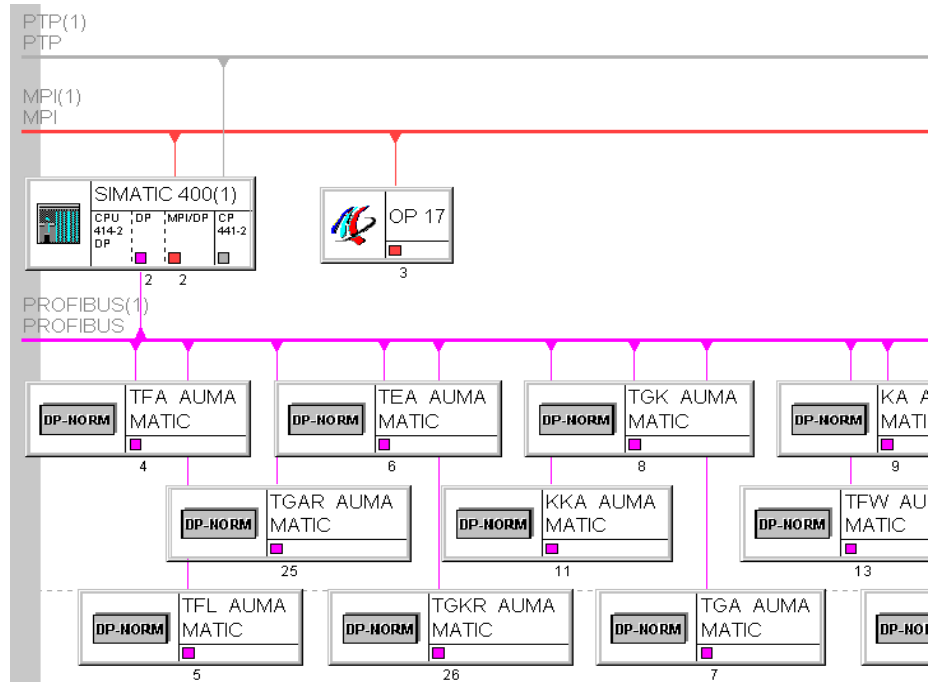 PTP(1)
PTP
MPI(1)
MPI
SIMATIC 400(1)
CPU 414-2 DP
DP
MPI/DP
CP 441-2
2
2
OP 17
3
PROFIBUS(1)
PROFIBUS
DP-NORM
TFA AUMA
MATIC
4
DP-NORM
TEA AUMA
MATIC
6
DP-NORM
TGK AUMA
MATIC
8
DP-NORM
KA A
MATI
9
DP-NORM
TGAR AUMA
MATIC
25
DP-NORM
KKA AUMA
MATIC
11
DP-NORM
TFW AU
MATIC
13
DP-NORM
TFL AUMA
MATIC
5
DP-NORM
TGKR AUMA
MATIC
26
DP-NORM
TGA AUMA
MATIC
7